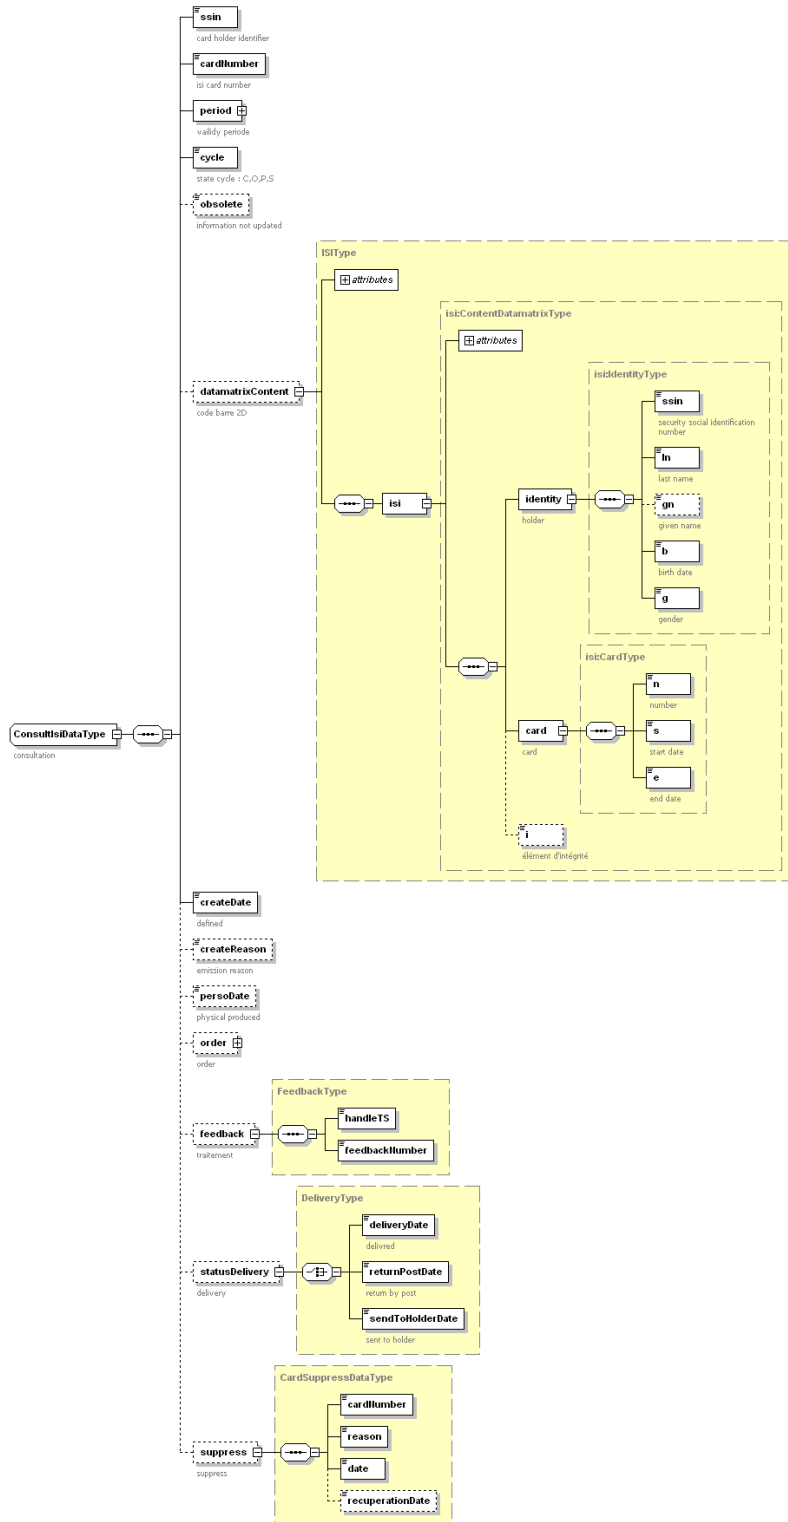 ssin
card holder identifier
cardNumber
isi card number
period
vailidy periode
cycle
state cycle : C,O,P,S
obsolete
information not updated
ISIType
attributes
isi:ContentDatamatrixType
attributes
isi:IdentityType
ssin
security social identification
number
datamatrixContent
code barre 2D
ln
last name
isi
identity
holder
gn
given name
b
birth date
g
gender
isi:CardType
n
number
ConsultIsiDataType
consultation
card
card
s
start date
e
end date
i
élément d'intégrité
createDate
defined
createReason
emission reason
persoDate
physical produced
order
order
FeedbackType
handleTS
feedback
traitement
feedbackNumber
DeliveryType
deliveryDate
delivred
statusDelivery
delivery
returnPostDate
return by post
sendToHolderDate
sent to holder
CardSuppressDataType
cardNumber
reason
suppress
suppress
date
recuperationDate